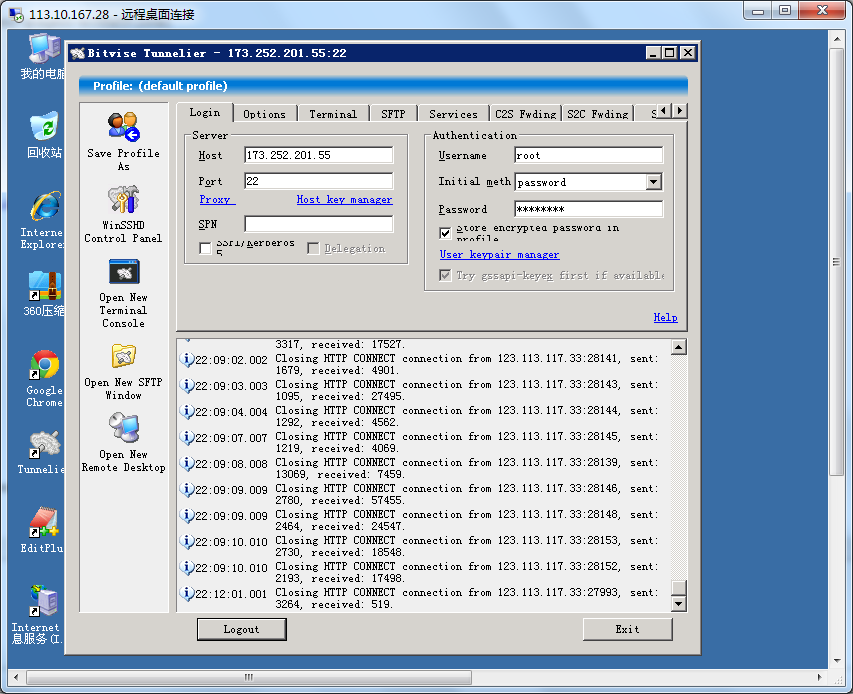 113.10.167.28 - 远程桌面连接
我的电脑
回收站
Interne
Explorer
360压缩
Google
Chrome
Tunnelie
EditPlu
Internet
息服务(I.
Bitvise Tunnelier - 173.252.201.55:22
Profile: (default profile)
Save Profile
As
WinSSHD
Control Panel
Open New
Terminal
Console
Open New SFTP
Window
Open New
Remote Desktop
Login Options Terminal SFTP Services C2S Fwding S2C Fwding S
Server
Host 173.252.201.55
Port 22
Proxy Host key manager
SPN
SSPI/Kerberos
5
Delegation
Authentication
Username root
Initial meth password
Password ********
Store encrypted password in
profile
User keypair manager
Try gssapi-keyex first if available
Help
3317, received: 17527.
22:09:02.002 Closing HTTP CONNECT connection from 123.113.117.33:28141, sent:
1679, received: 4901.
22:09:03.003 Closing HTTP CONNECT connection from 123.113.117.33:28143, sent:
1095, received: 27495.
22:09:04.004 Closing HTTP CONNECT connection from 123.113.117.33:28144, sent:
1292, received: 4562.
22:09:07.007 Closing HTTP CONNECT connection from 123.113.117.33:28145, sent:
1219, received: 4069.
22:09:08.008 Closing HTTP CONNECT connection from 123.113.117.33:28139, sent:
13069, received: 7459.
22:09:09.009 Closing HTTP CONNECT connection from 123.113.117.33:28146, sent:
2780, received: 57455.
22:09:09.009 Closing HTTP CONNECT connection from 123.113.117.33:28148, sent:
2464, received: 24547.
22:09:10.010 Closing HTTP CONNECT connection from 123.113.117.33:28153, sent:
2730, received: 18548.
22:09:10.010 Closing HTTP CONNECT connection from 123.113.117.33:28152, sent:
2193, received: 17498.
22:12:01.001 Closing HTTP CONNECT connection from 123.113.117.33:27993, sent:
3264, received: 519.
Logout
Exit